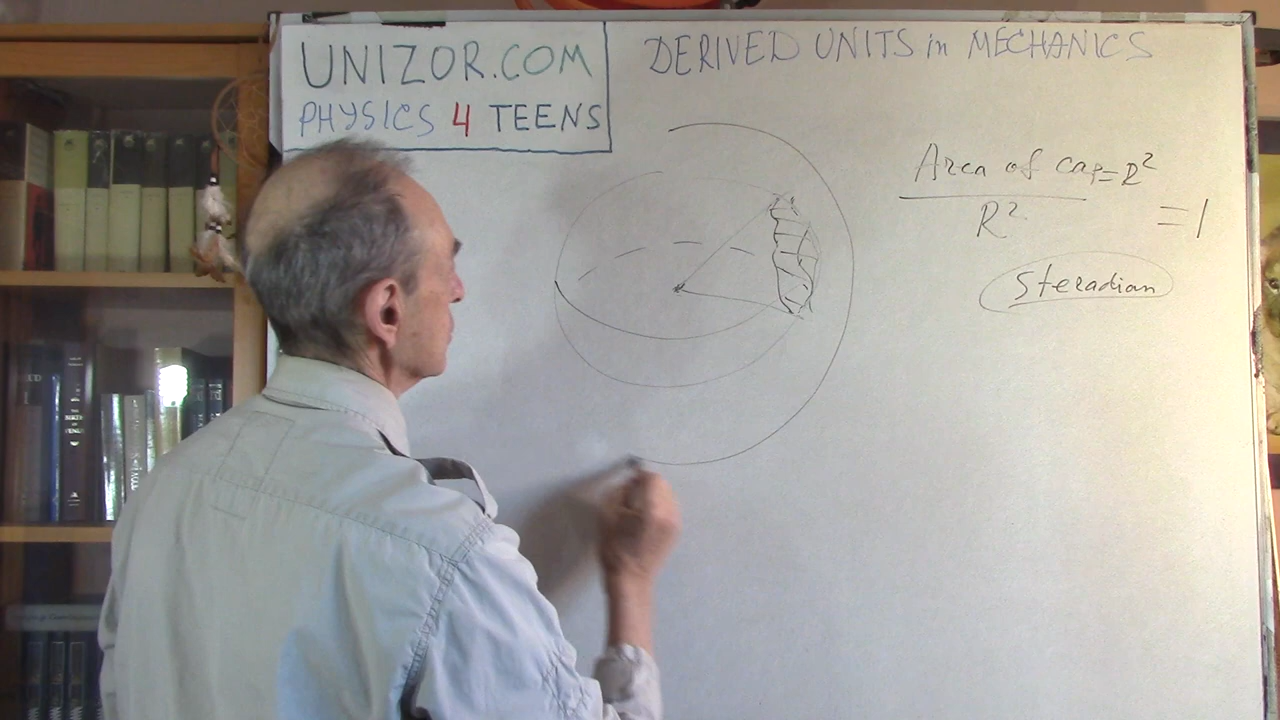 UNIZOR.COM
PHYSICS 4 TEENS
DERIVED UNITS in MECHANICS
Area of cap = R²
R²
= 1
steradian